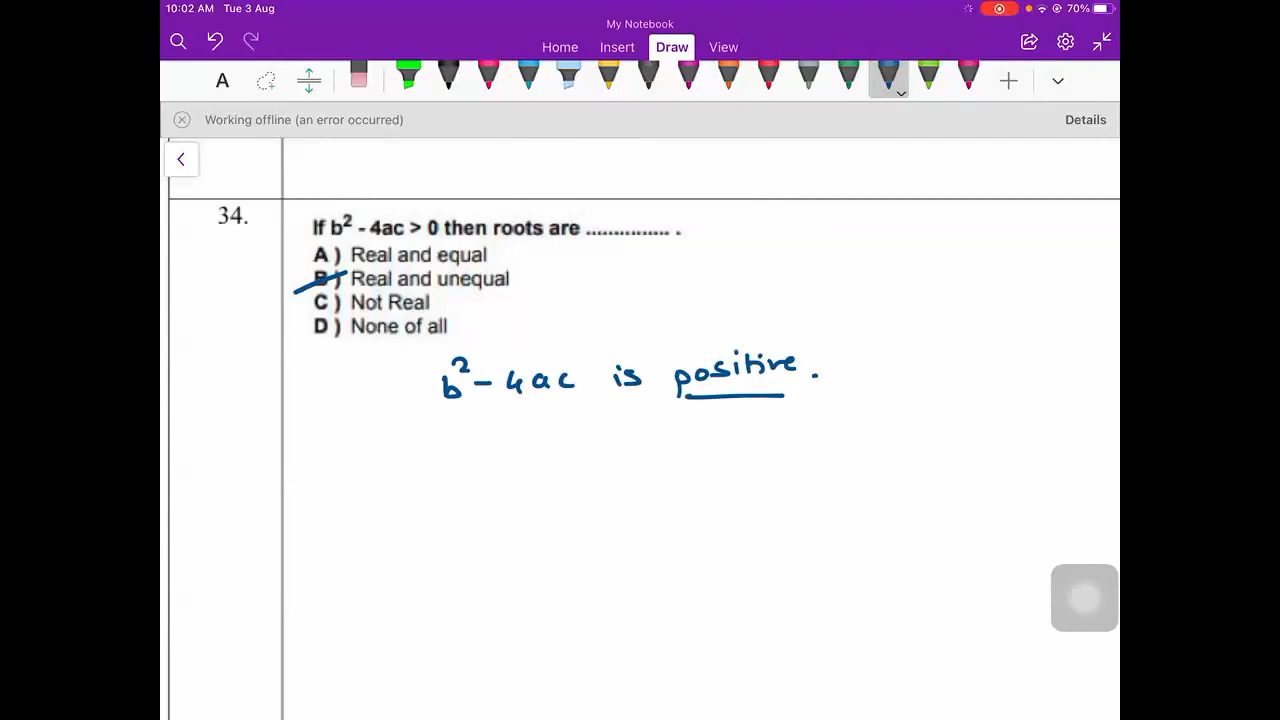 10:02 AM Tue 3 Aug
70%
My Notebook
Home Insert Draw View
A
Working offline (an error occurred)
Details
34.
If b² - 4ac > 0 then roots are ............... .
A ) Real and equal
B ) Real and unequal
C ) Not Real
D ) None of all
b² - 4ac is positive.